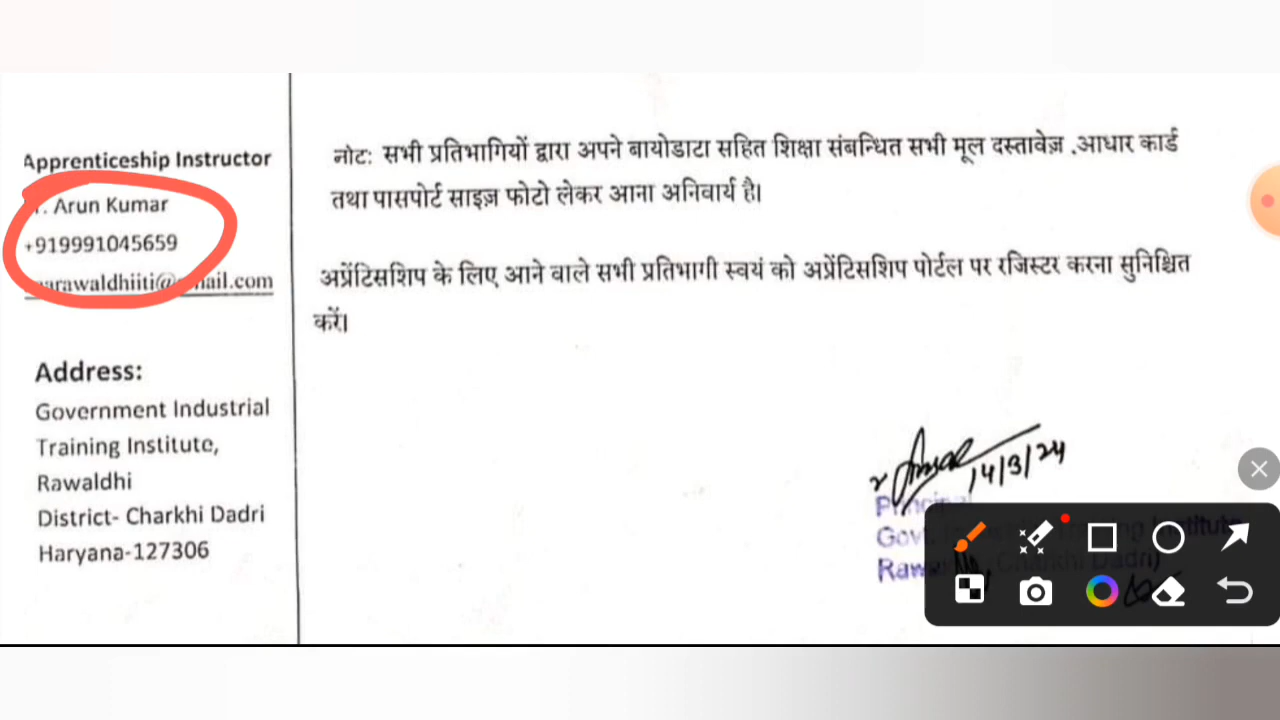 Apprenticeship Instructor
Arun Kumar
+919991045659
Address:
Government Industrial
Training Institute,
Rawaldhi
District- Charkhi Dadri
Haryana-127306
नोट: सभी प्रतिभागियों द्वारा अपने बायोडाटा सहित शिक्षा संबन्धित सभी मूल दस्तावेज़ ,आधार कार्ड
तथा पासपोर्ट साइज़ फोटो लेकर आना अनिवार्य है।
अप्रेंटिसशिप के लिए आने वाले सभी प्रतिभागी स्वयं को अप्रेंटिसशिप पोर्टल पर रजिस्टर करना सुनिश्चित
करें।
14/3/24
Principal